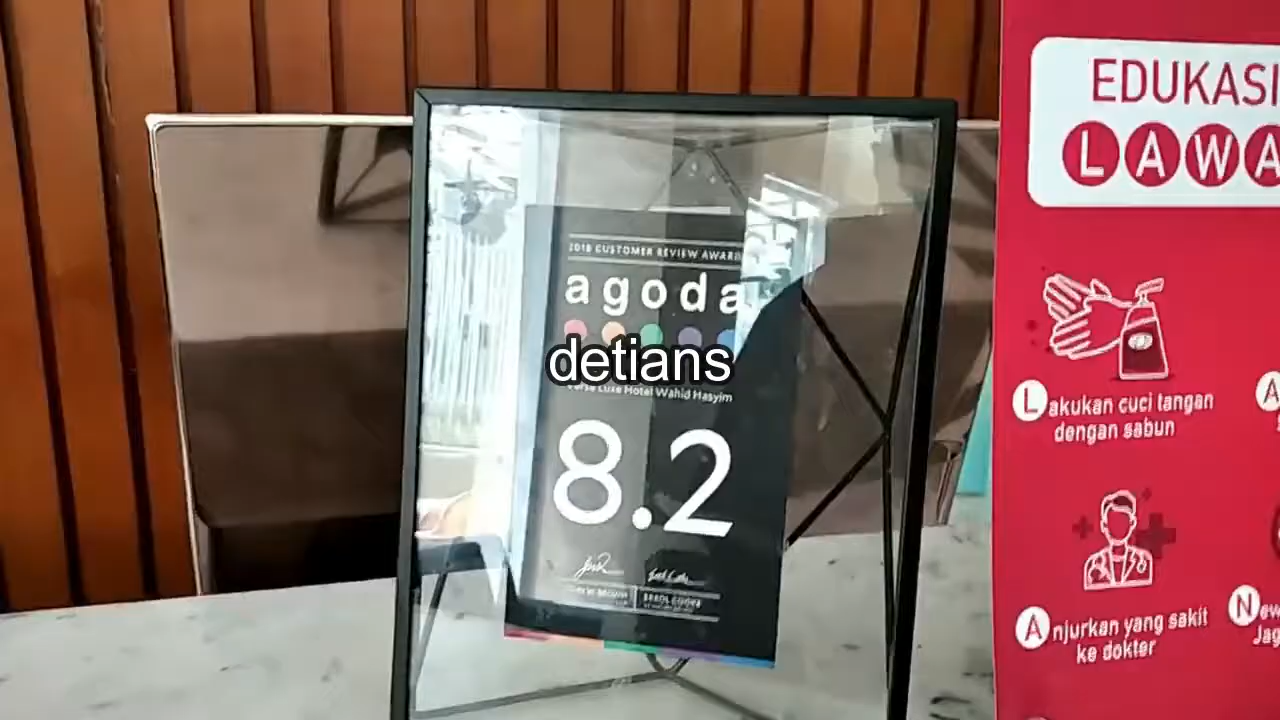 2018 CUSTOMER REVIEW AWARD
agoda
detians
Luxe Hotel Wahid Hasyim
8.2
EDUKASI
LAWA
Lakukan cuci tangan
dengan sabun
Anjurkan yang sakit
ke dokter